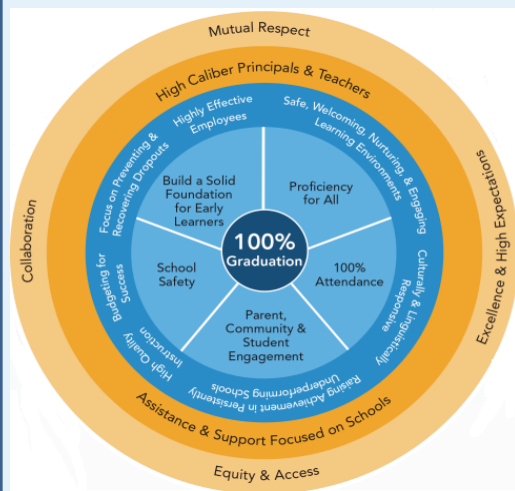 Mutual Respect
High Caliber Principals & Teachers
Highly Effective
Employees
Safe, Welcoming, Nurturing, & Engaging
Learning Environments
Focus on Preventing &
Recovering Dropouts
Build a Solid
Foundation
for Early
Learners
Proficiency
for All
Collaboration
Excellence & High Expectations
100%
Graduation
Budgeting for
Success
School
Safety
100%
Attendance
Culturally & Linguistically
Responsive
Parent,
Community &
Student
Engagement
High Quality
Instruction
Raising Achievement in Persistently
Underperforming Schools
Assistance & Support Focused on Schools
Equity & Access